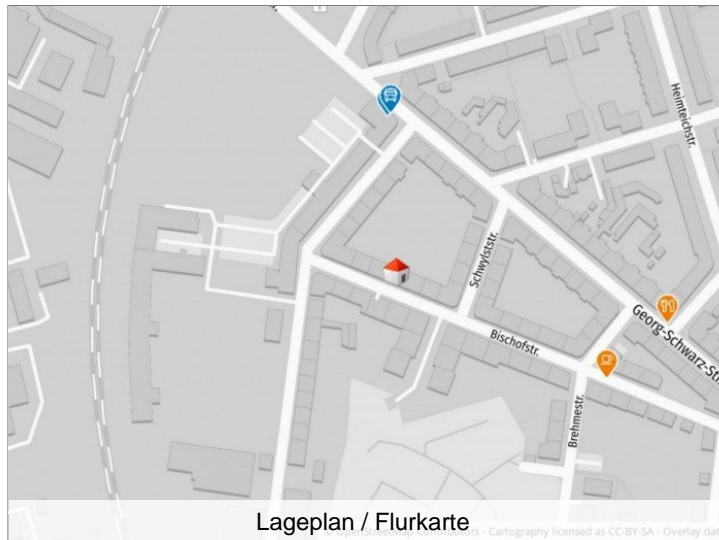 Heimteichstr.
Schwylststr.
Georg-Schwarz-Str.
Bischofstr.
Brehmestr.
Lageplan / Flurkarte
© OpenStreetMap Contributors - Cartography licensed as CC-BY-SA - Overlay dat